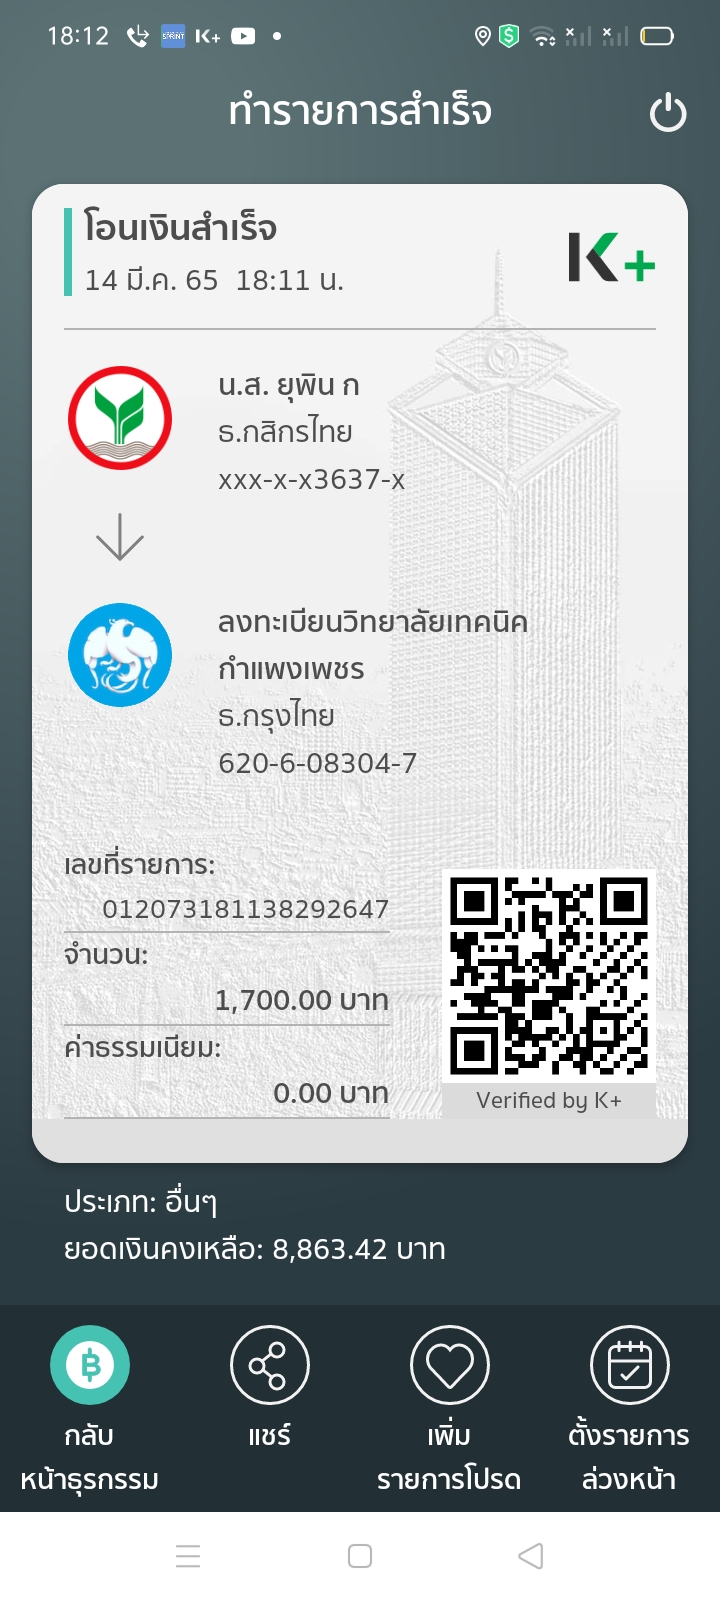 18:12
SPRINT
K+
ทำรายการสำเร็จ
โอนเงินสำเร็จ
14 มี.ค. 65 18:11 น.
K+
น.ส. ยุพิน ก
ธ.กสิกรไทย
xxx-x-x3637-x
ลงทะเบียนวิทยาลัยเทคนิค
กำแพงเพชร
ธ.กรุงไทย
620-6-08304-7
เลขที่รายการ:
012073181138292647
จำนวน:
1,700.00 บาท
ค่าธรรมเนียม:
0.00 บาท
Verified by K+
ประเภท: อื่นๆ
ยอดเงินคงเหลือ: 8,863.42 บาท
กลับ
หน้าธุรกรรม
แชร์
เพิ่ม
รายการโปรด
ตั้งรายการ
ล่วงหน้า